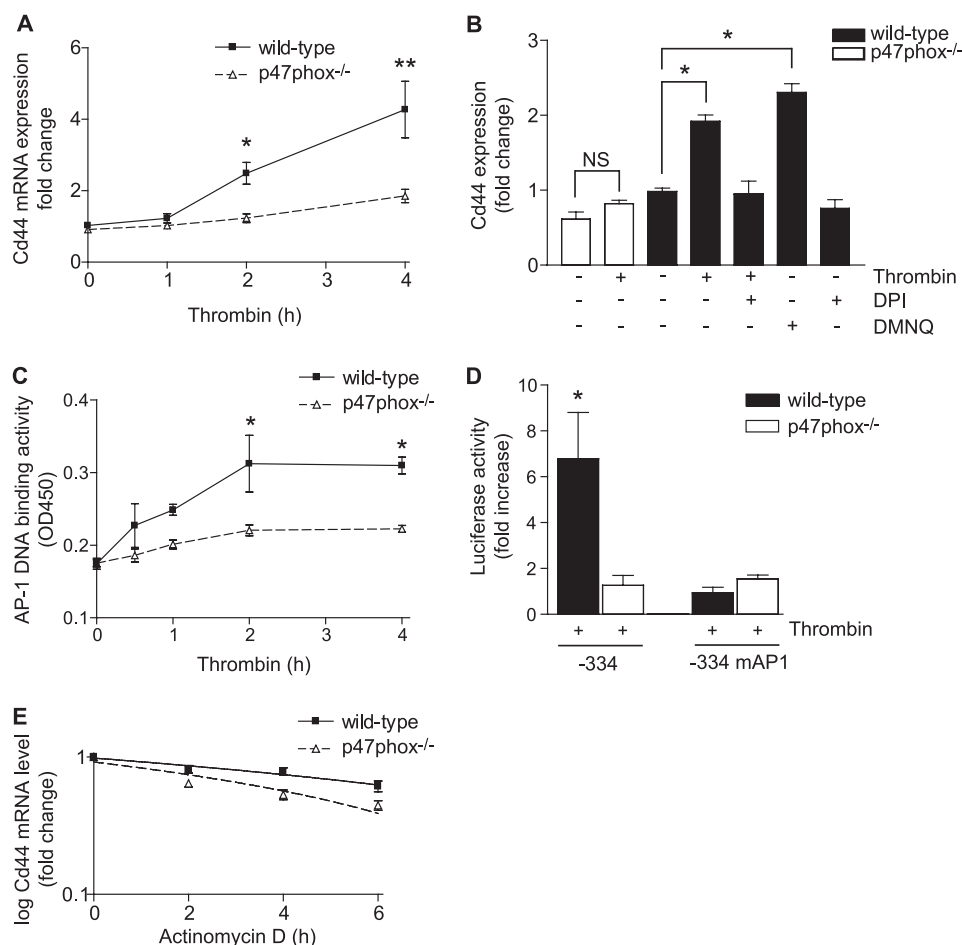 A
wild-type
p47phox-/-
Cd44 mRNA expression
fold change
6
4
2
0
*
**
0 1 2 3 4
Thrombin (h)
B
wild-type
p47phox-/-
Cd44 expression
(fold change)
3
2
1
0
NS
*
*
- + - + + - - Thrombin
- - - - + - + DPI
- - - - - + - DMNQ
C
wild-type
p47phox-/-
AP-1 DNA binding activity
(OD450)
0.4
0.3
0.2
0.1
*
*
0 1 2 3 4
Thrombin (h)
D
wild-type
p47phox-/-
Luciferase activity
(fold increase)
10
8
6
4
2
0
*
+ + + + Thrombin
-334 -334 mAP1
E
wild-type
p47phox-/-
log Cd44 mRNA level
(fold change)
1
0.1
0 2 4 6
Actinomycin D (h)